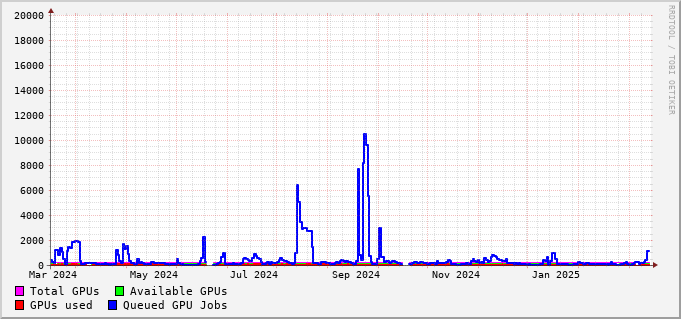 20000
18000
16000
14000
12000
10000
8000
6000
4000
2000
0
Mar 2024 May 2024 Jul 2024 Sep 2024 Nov 2024 Jan 2025
Total GPUs Available GPUs
GPUs used Queued GPU Jobs
RRDTOOL / TOBI OETIKER